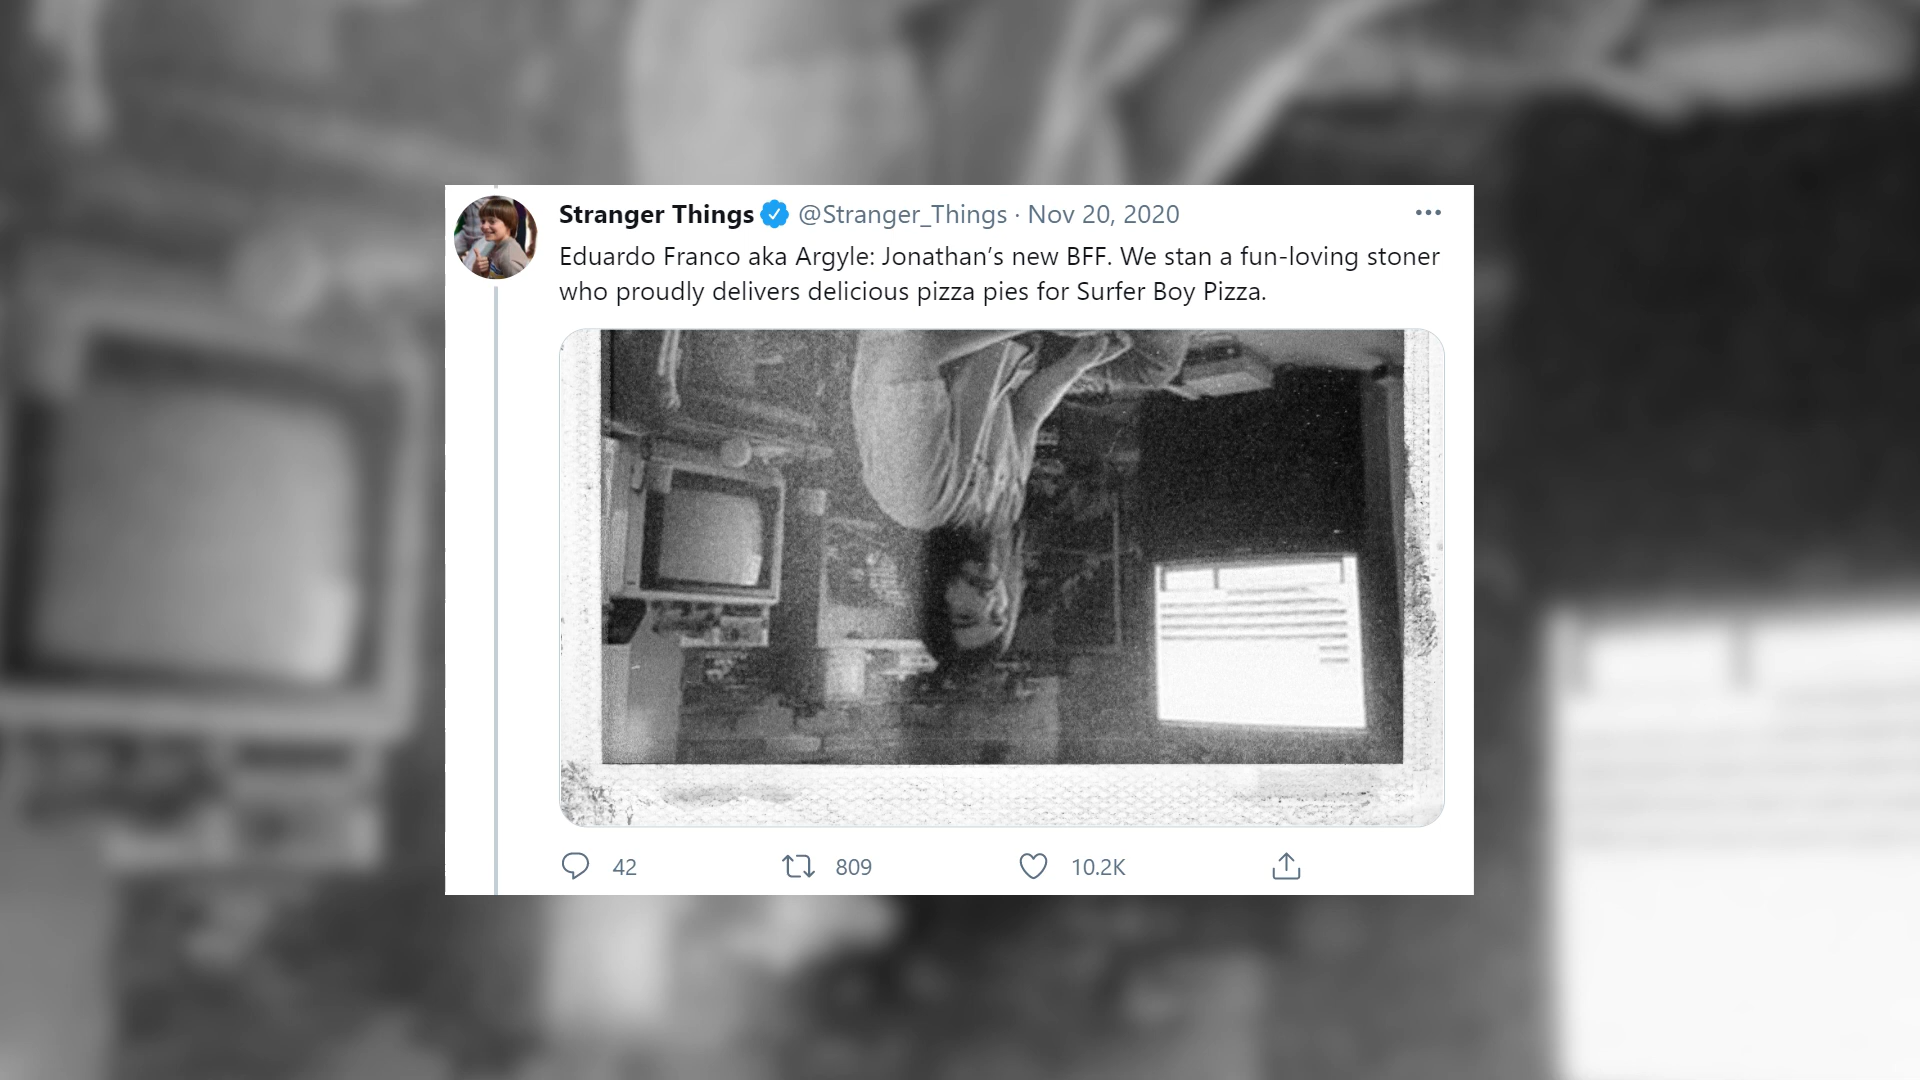 Stranger Things @Stranger_Things · Nov 20, 2020
Eduardo Franco aka Argyle: Jonathan’s new BFF. We stan a fun-loving stoner
who proudly delivers delicious pizza pies for Surfer Boy Pizza.
42 809 10.2K